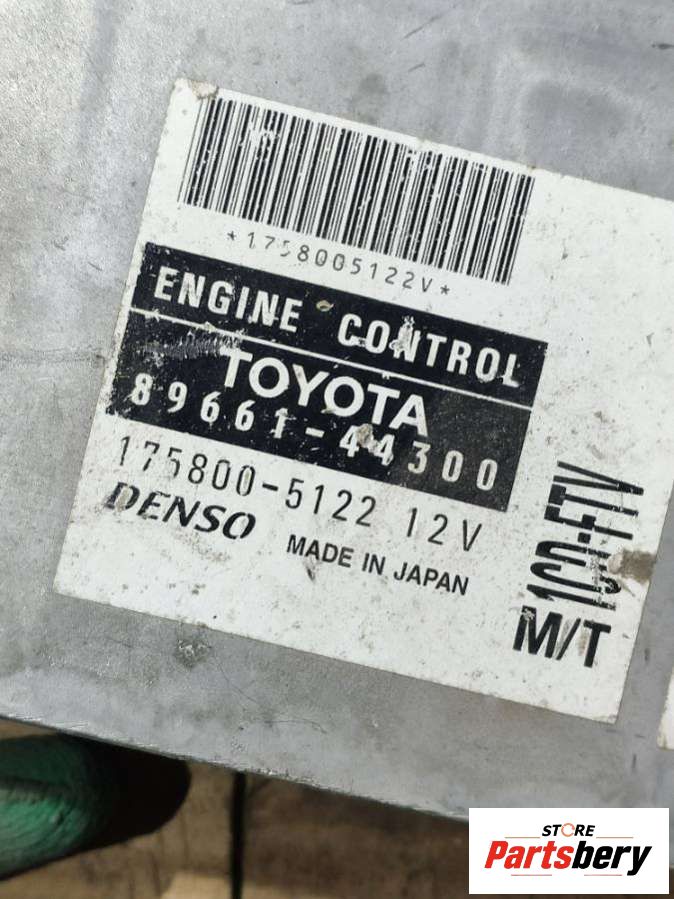 *1758005122V*
ENGINE CONTROL
TOYOTA
89661-44300
175800-5122 12V
DENSO
MADE IN JAPAN
1CD-FTV
M/T
STORE
Partsbery